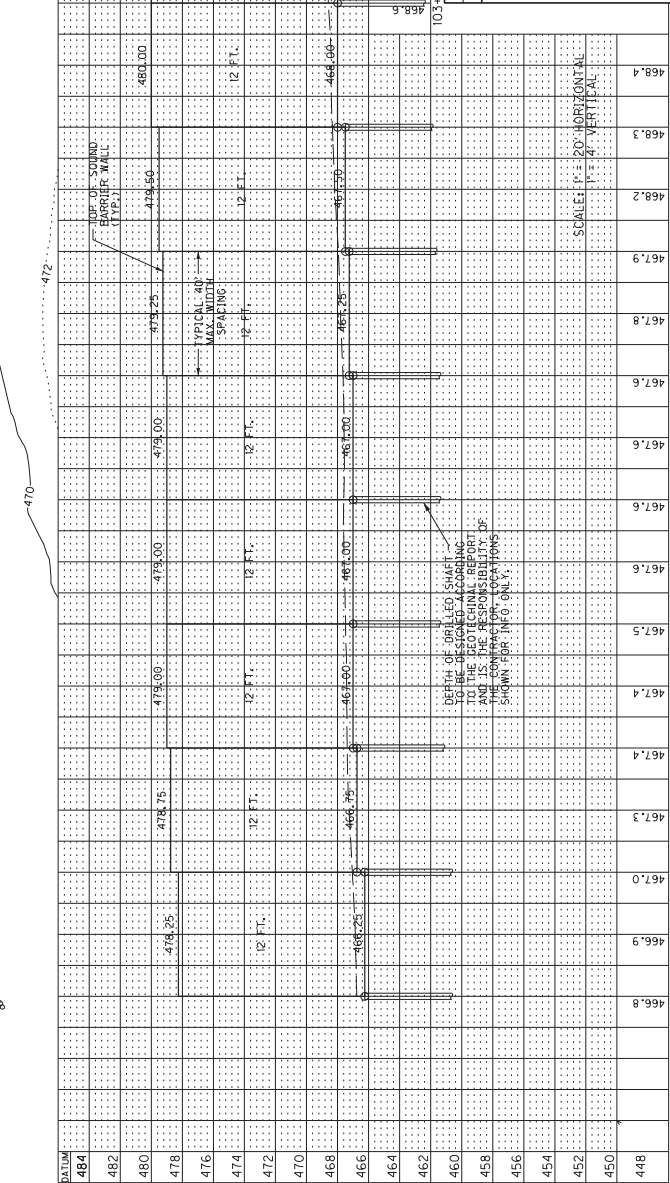 472
470
DATUM
484
482
480
478
476
474
472
470
468
466
464
462
460
458
456
454
452
450
448
478.25
478.75
479.00
479.00
479.00
479.25
479.50
480.00
TOP OF SOUND
BARRIER WALL
(TYP.)
TYPICAL 40'
MAX. WIDTH
SPACING
12 FT.
12 FT.
12 FT.
12 FT.
12 FT.
12 FT.
12 FT.
12 FT.
466.25
466.75
467.00
467.00
467.00
467.25
467.50
468.00
DEPTH OF DRILLED SHAFT
TO BE DESIGNED ACCORDING
TO THE GEOTECHINAL REPORT
AND IS THE RESPONSIBILITY OF
THE CONTRACTOR. LOCATIONS
SHOWN FOR INFO ONLY.
SCALE: 1" = 20' HORIZONTAL
1" = 4' VERTICAL
466.8
466.9
467.0
467.3
467.4
467.4
467.5
467.6
467.6
467.6
467.6
467.8
467.9
468.2
468.3
468.4
468.6
103+